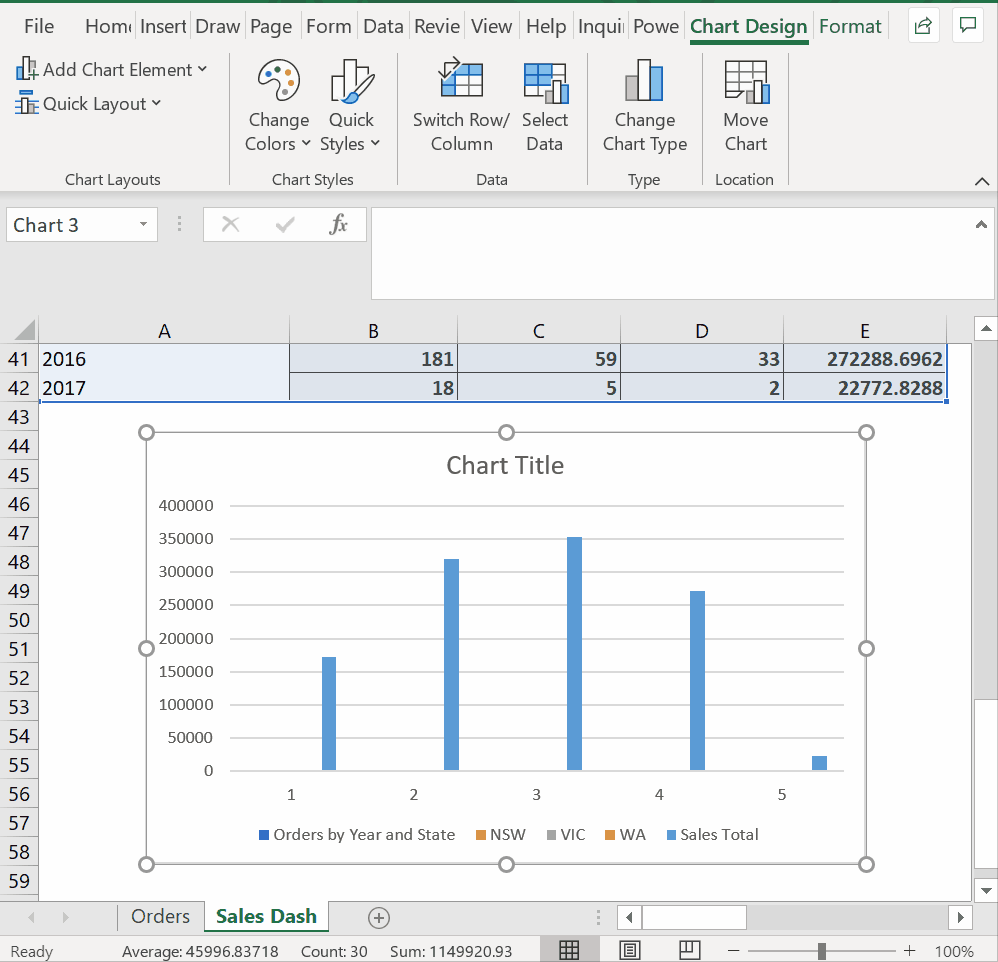 File Home Insert Draw Page Form Data Revie View Help Inqui Powe Chart Design Format
Add Chart Element
Quick Layout
Change Colors
Quick Styles
Switch Row/ Column
Select Data
Change Chart Type
Move Chart
Chart Layouts Chart Styles Data Type Location
Chart 3 fx
A B C D E
41 2016 181 59 33 272288.6962
42 2017 18 5 2 22772.8288
43
44
45
46
47
48
49
50
51
52
53
54
55
56
57
58
59
Chart Title
400000
350000
300000
250000
200000
150000
100000
50000
0
1 2 3 4 5
Orders by Year and State NSW VIC WA Sales Total
Orders Sales Dash
Ready Average: 45996.83718 Count: 30 Sum: 1149920.93 100%